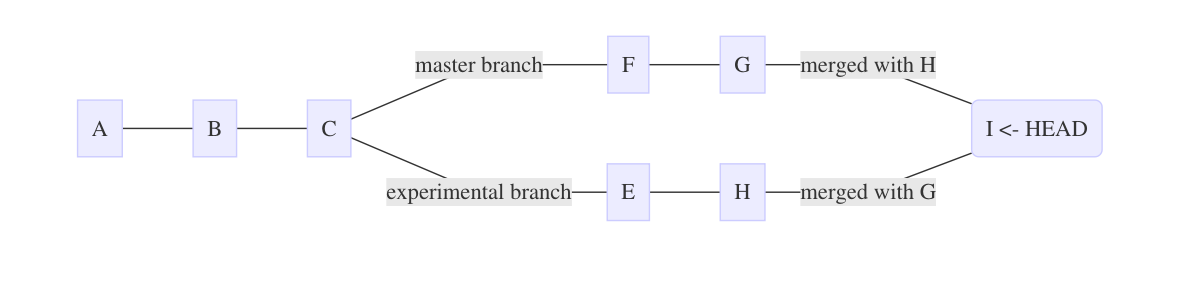 A
B
C
master branch
F
G
merged with H
experimental branch
E
H
merged with G
I <- HEAD